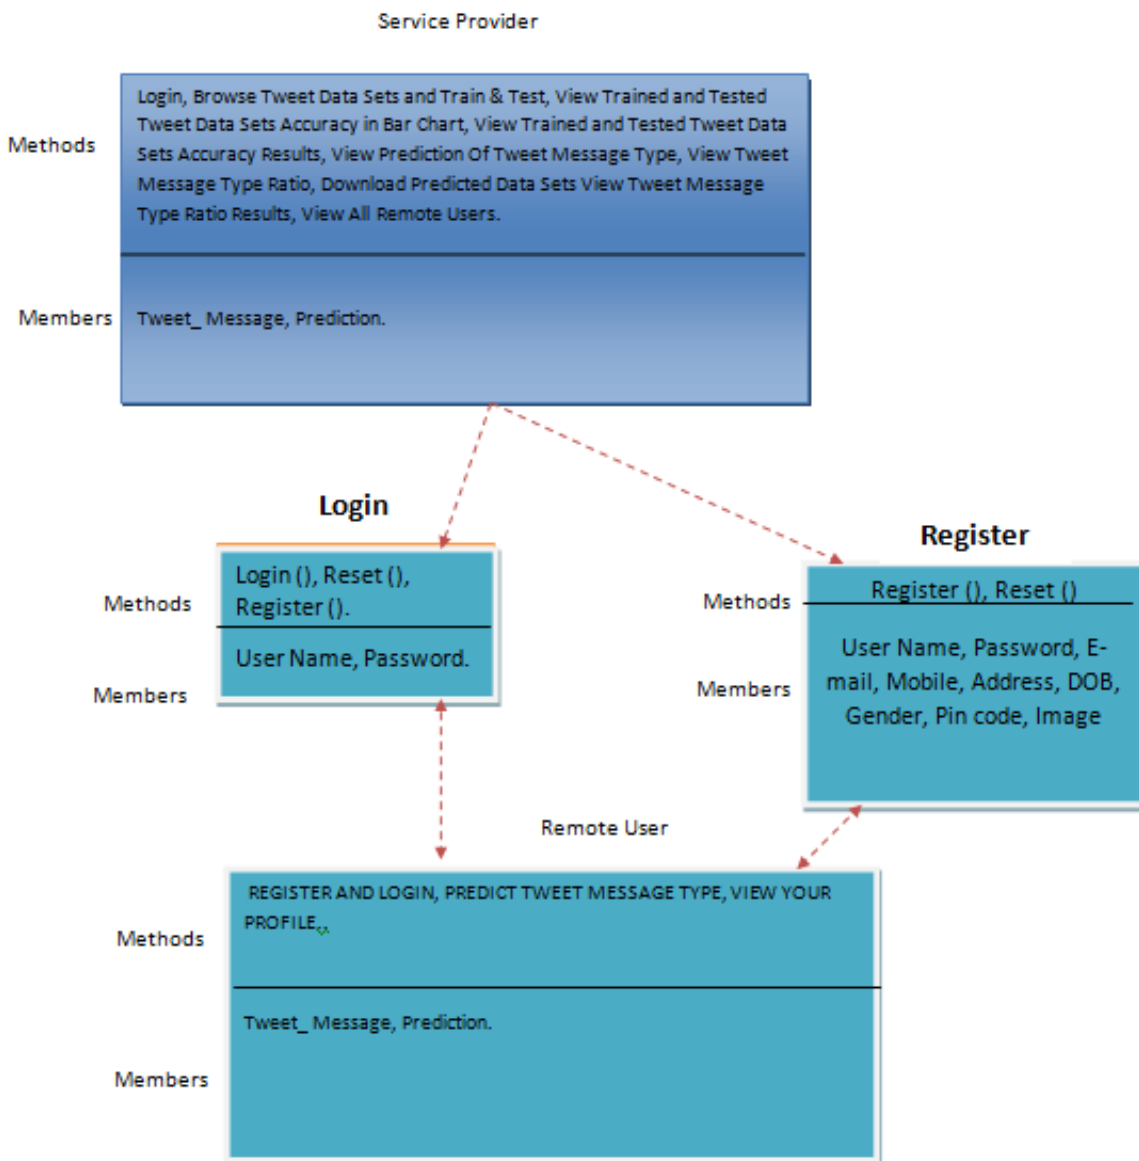 Service Provider
Methods
Login, Browse Tweet Data Sets and Train & Test, View Trained and Tested
Tweet Data Sets Accuracy in Bar Chart, View Trained and Tested Tweet Data
Sets Accuracy Results, View Prediction Of Tweet Message Type, View Tweet
Message Type Ratio, Download Predicted Data Sets View Tweet Message
Type Ratio Results, View All Remote Users.
Members
Tweet_ Message, Prediction.
Login
Methods
Login (), Reset (),
Register ().
Members
User Name, Password.
Register
Methods
Register (), Reset ()
Members
User Name, Password, E-
mail, Mobile, Address, DOB,
Gender, Pin code, Image
Remote User
Methods
REGISTER AND LOGIN, PREDICT TWEET MESSAGE TYPE, VIEW YOUR
PROFILE,.
Members
Tweet_ Message, Prediction.